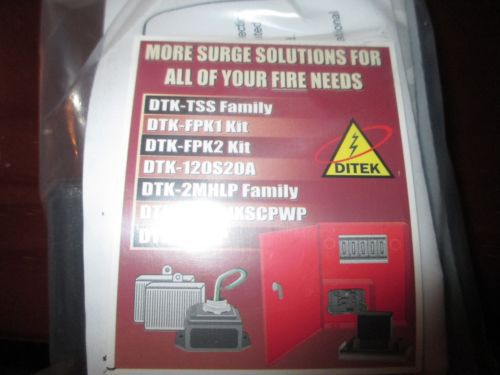 MORE SURGE SOLUTIONS FOR
ALL OF YOUR FIRE NEEDS
DTK-TSS Family
DTK-FPK1 Kit
DTK-FPK2 Kit
DTK-120S20A
DTK-2MHLP Family
DITEK